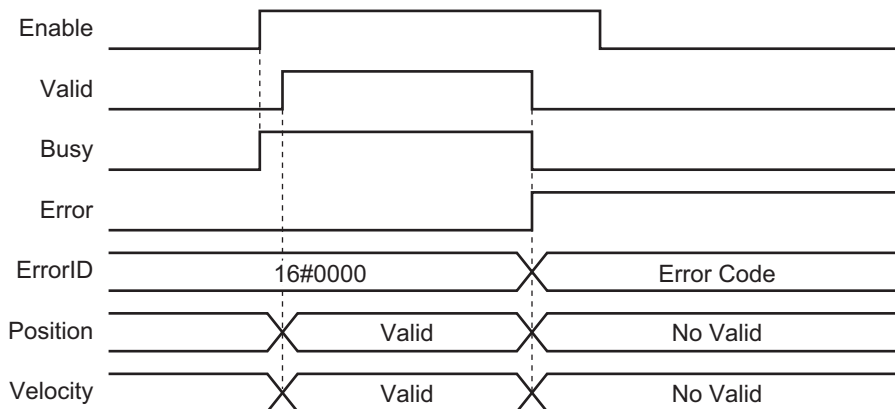 Enable
Valid
Busy
Error
ErrorID 16#0000 Error Code
Position Valid No Valid
Velocity Valid No Valid